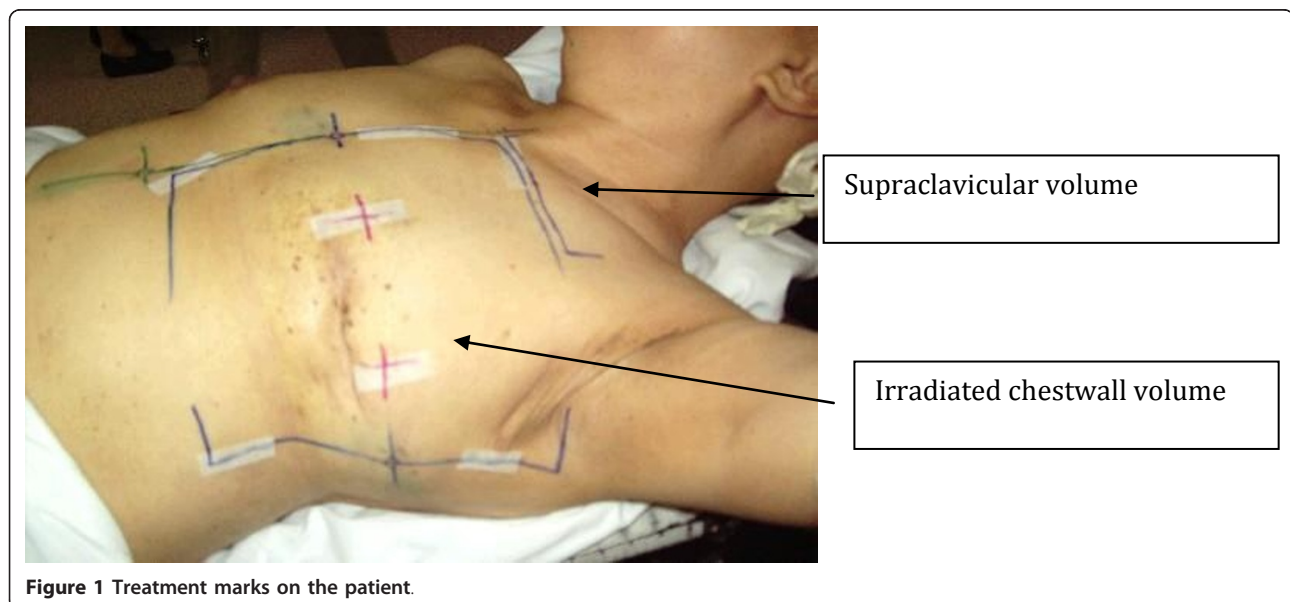 Supraclavicular volume
Irradiated chestwall volume
Figure 1 Treatment marks on the patient.